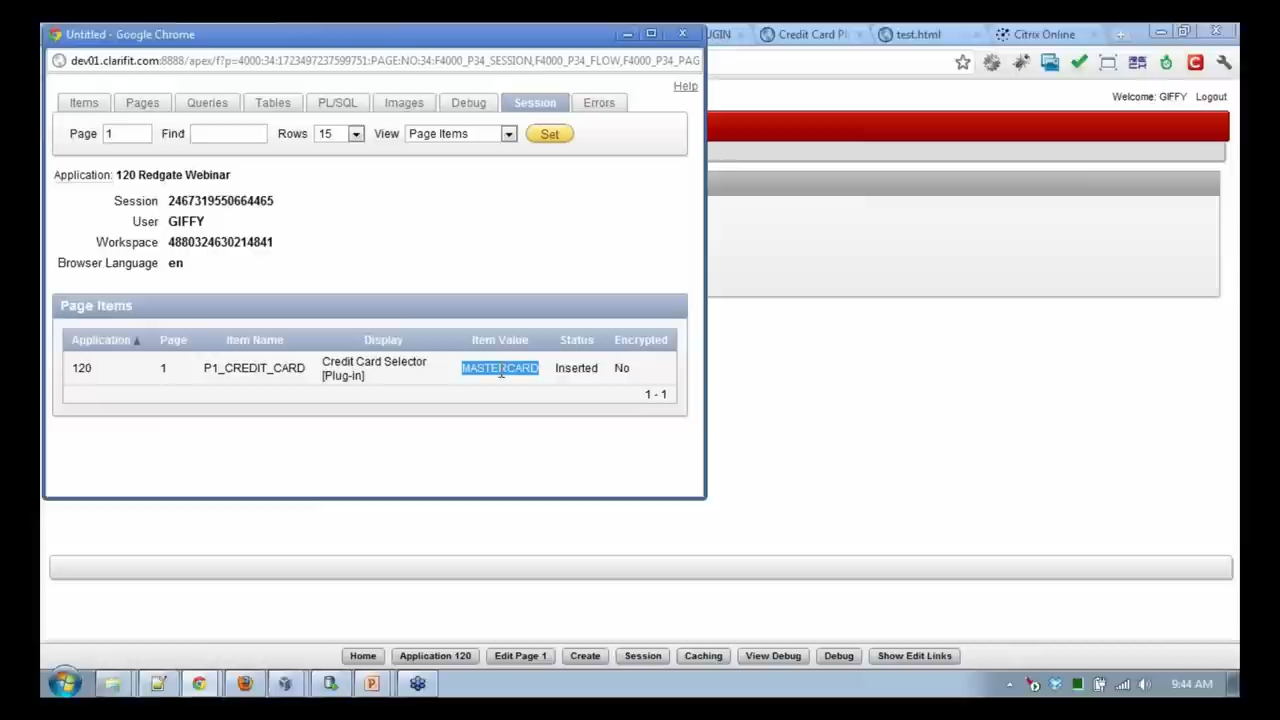 Untitled - Google Chrome
UGIN
Credit Card Pl
test.html
Citrix Online
dev01.clarifit.com:8888/apex/f?p=4000:34:1723497237599751:PAGE:NO:34:F4000_P34_SESSION,F4000_P34_FLOW,F4000_P34_PAG
Help
Welcome: GIFFY Logout
Items Pages Queries Tables PL/SQL Images Debug Session Errors
Page 1 Find Rows 15 View Page Items Set
Application: 120 Redgate Webinar
Session 2467319550664465
User GIFFY
Workspace 4880324630214841
Browser Language en
Page Items
Application Page Item Name Display Item Value Status Encrypted
120 1 P1_CREDIT_CARD Credit Card Selector [Plug-in] MASTERCARD Inserted No
1 - 1
Home Application 120 Edit Page 1 Create Session Caching View Debug Debug Show Edit Links
9:44 AM